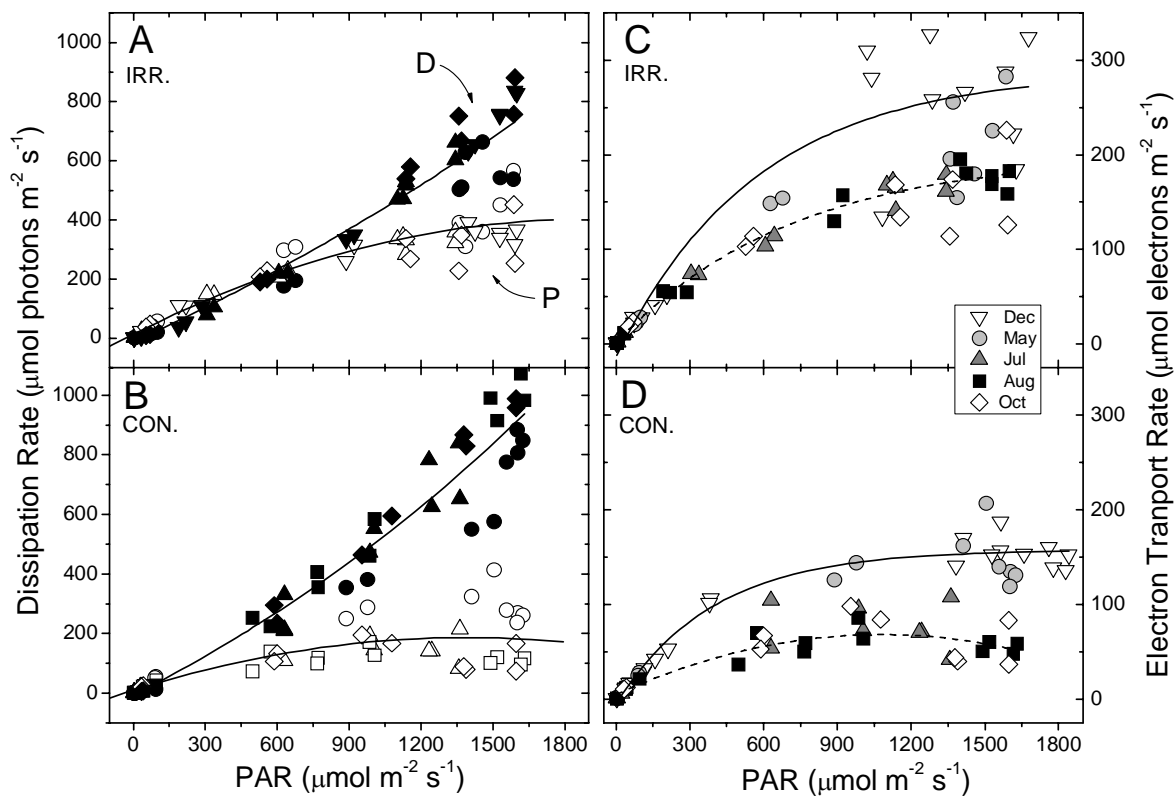 A
IRR.
D
P
1000
800
600
400
200
0
C
IRR.
300
200
100
0
Dec
May
Jul
Aug
Oct
B
CON.
1000
800
600
400
200
0
D
CON.
300
200
100
0
0 300 600 900 1200 1500 1800
0 300 600 900 1200 1500 1800
PAR (μmol m-2 s-1)
PAR (μmol m-2 s-1)
Dissipation Rate (μmol photons m-2 s-1)
Electron Tranport Rate (μmol electrons m-2 s-1)